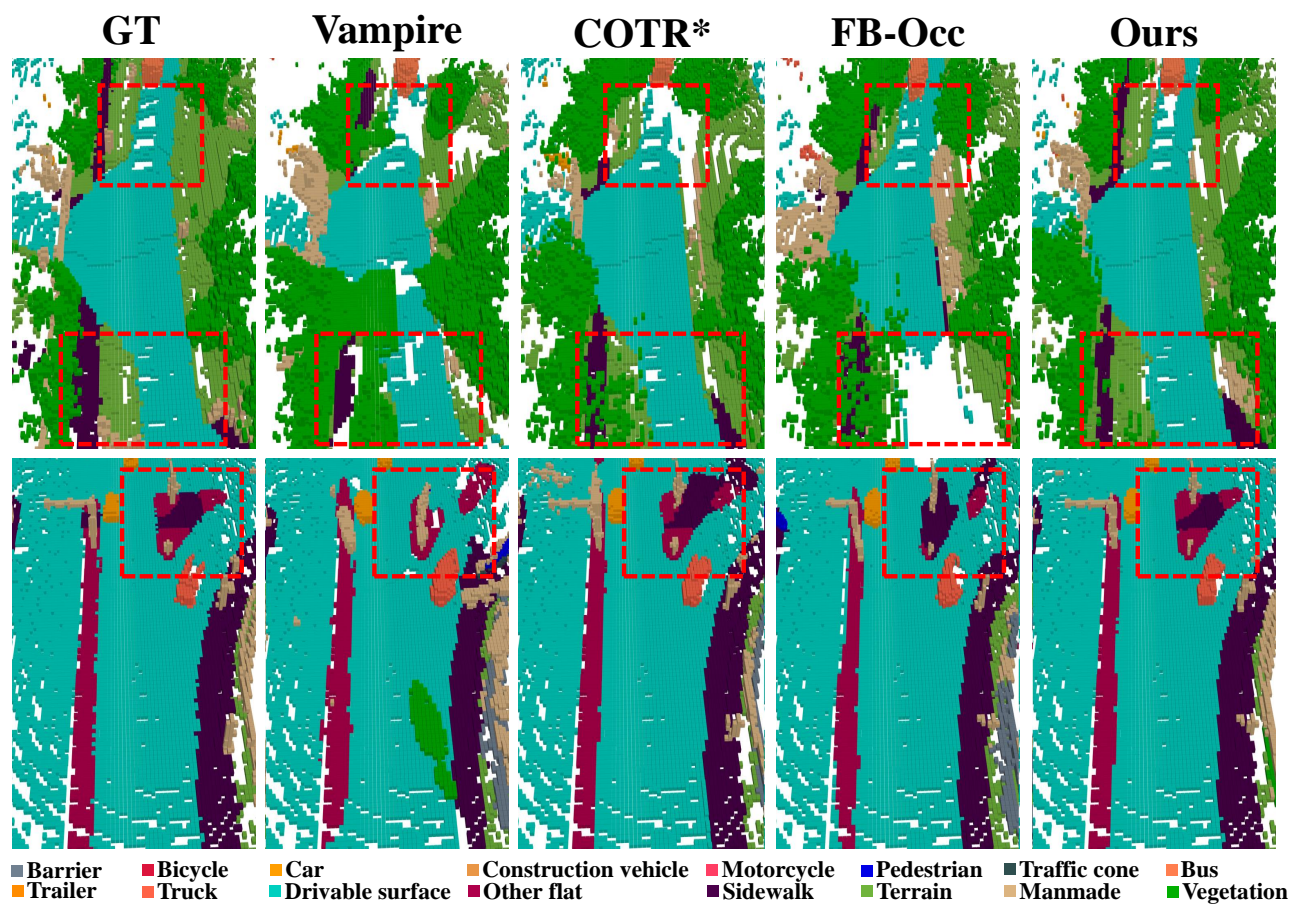 GT Vampire COTR* FB-Occ Ours
Barrier Bicycle Car Construction vehicle Motorcycle Pedestrian Traffic cone Bus
Trailer Truck Drivable surface Other flat Sidewalk Terrain Manmade Vegetation